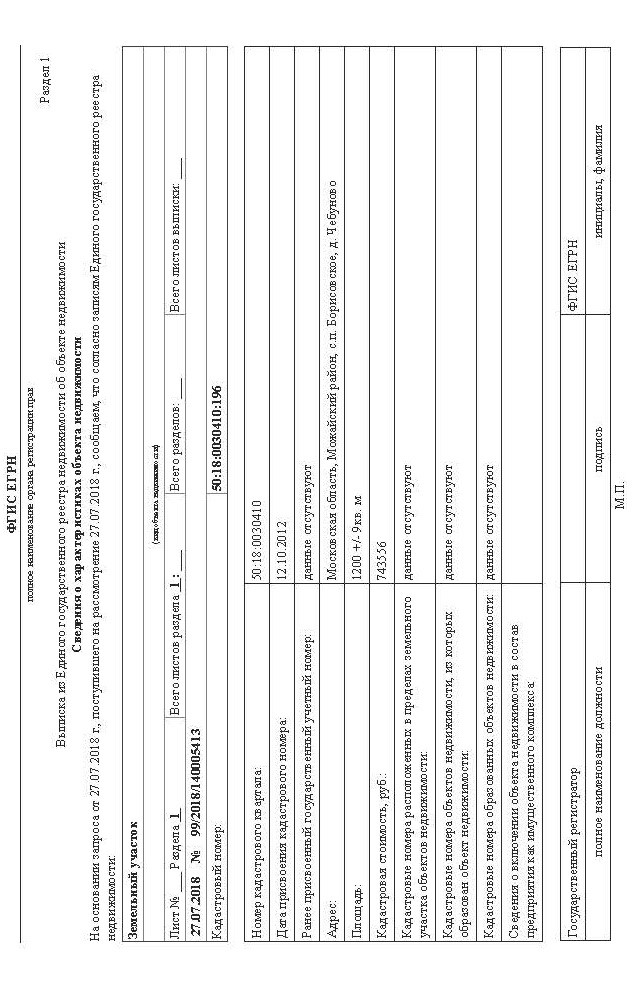 ФГИС ЕГРН
полное наименование органа регистрации прав
Раздел 1
Выписка из Единого государственного реестра недвижимости об объекте недвижимости
Сведения о характеристиках объекта недвижимости
На основании запроса от 27.07.2018 г., поступившего на рассмотрение 27.07.2018 г., сообщаем, что согласно записям Единого государственного реестра
недвижимости:
Земельный участок
(вид объекта недвижимости)
Лист № ___ Раздела 1 Всего листов раздела 1 : ___ Всего разделов: ___ Всего листов выписки: ___
27.07.2018 № 99/2018/140005413
Кадастровый номер: 50:18:0030410:196
Номер кадастрового квартала: 50:18:0030410
Дата присвоения кадастрового номера: 12.10.2012
Ранее присвоенный государственный учетный номер: данные отсутствуют
Адрес: Московская область, Можайский район, с.п. Борисовское, д. Чебуново
Площадь: 1200 +/- 9кв. м
Кадастровая стоимость, руб.: 743556
Кадастровые номера расположенных в пределах земельного данные отсутствуют
участка объектов недвижимости:
Кадастровые номера объектов недвижимости, из которых данные отсутствуют
образован объект недвижимости:
Кадастровые номера образованных объектов недвижимости: данные отсутствуют
Сведения о включении объекта недвижимости в состав
предприятия как имущественного комплекса:
Государственный регистратор ФГИС ЕГРН
полное наименование должности подпись инициалы, фамилия
М.П.